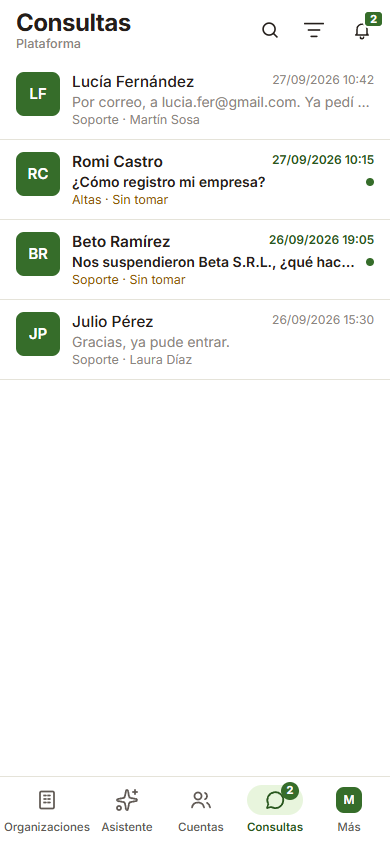 Consultas
Plataforma
2
LF
Lucía Fernández
27/09/2026 10:42
Por correo, a lucia.fer@gmail.com. Ya pedí ...
Soporte · Martín Sosa
RC
Romi Castro
27/09/2026 10:15
¿Cómo registro mi empresa?
Altas · Sin tomar
BR
Beto Ramírez
26/09/2026 19:05
Nos suspendieron Beta S.R.L., ¿qué hac...
Soporte · Sin tomar
JP
Julio Pérez
26/09/2026 15:30
Gracias, ya pude entrar.
Soporte · Laura Díaz
Organizaciones
Asistente
Cuentas
2
Consultas
M
Más